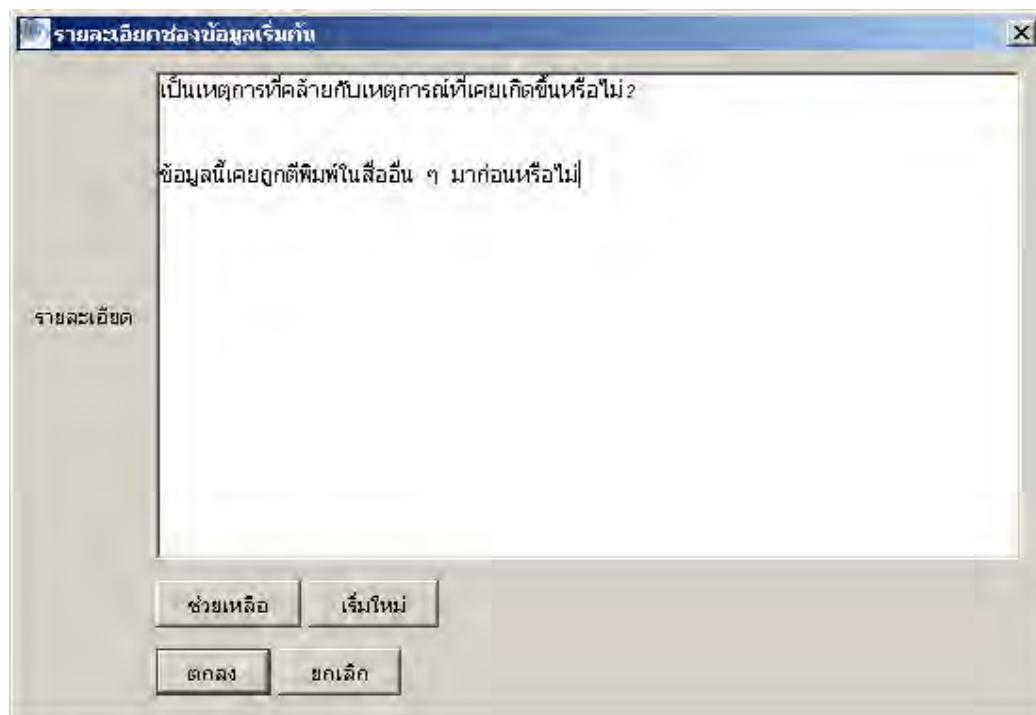 รายละเอียดช่องข้อมูลเริ่มต้น
เป็นเหตุการที่คล้ายกับเหตุการณ์ที่เคยเกิดขึ้นหรือไม่?
ข้อมูลนี้เคยถูกตีพิมพ์ในสื่ออื่น ๆ มาก่อนหรือไม่
รายละเอียด
ช่วยเหลือ เริ่มใหม่
ตกลง ยกเลิก